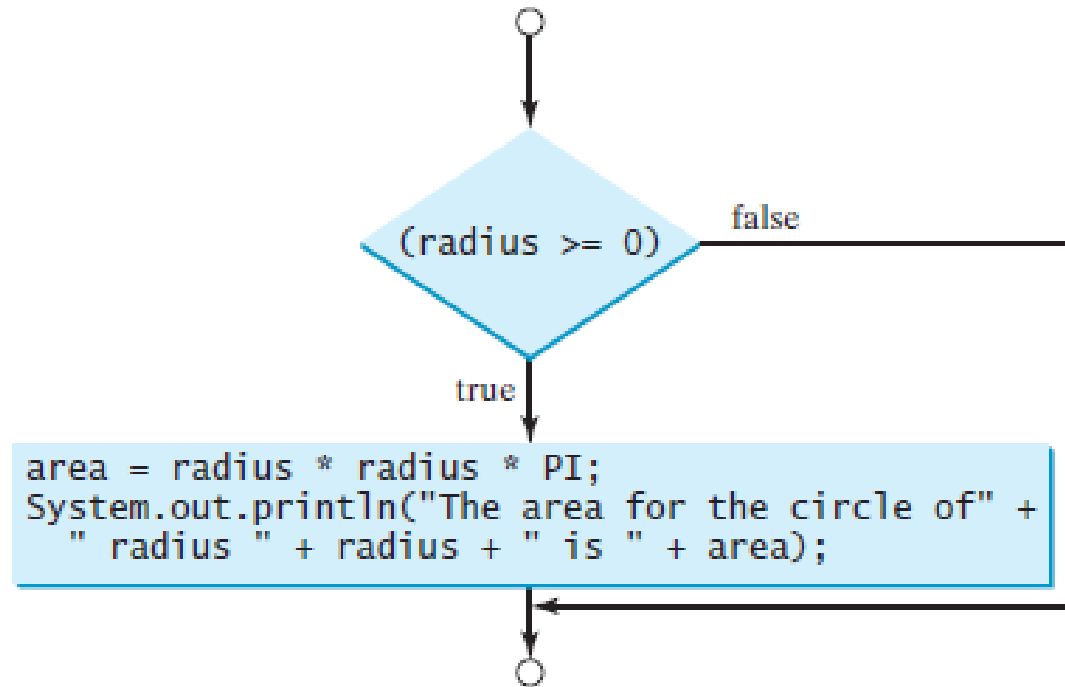 (radius >= 0)
false
true
area = radius * radius * PI;
System.out.println("The area for the circle of" +
" radius " + radius + " is " + area);